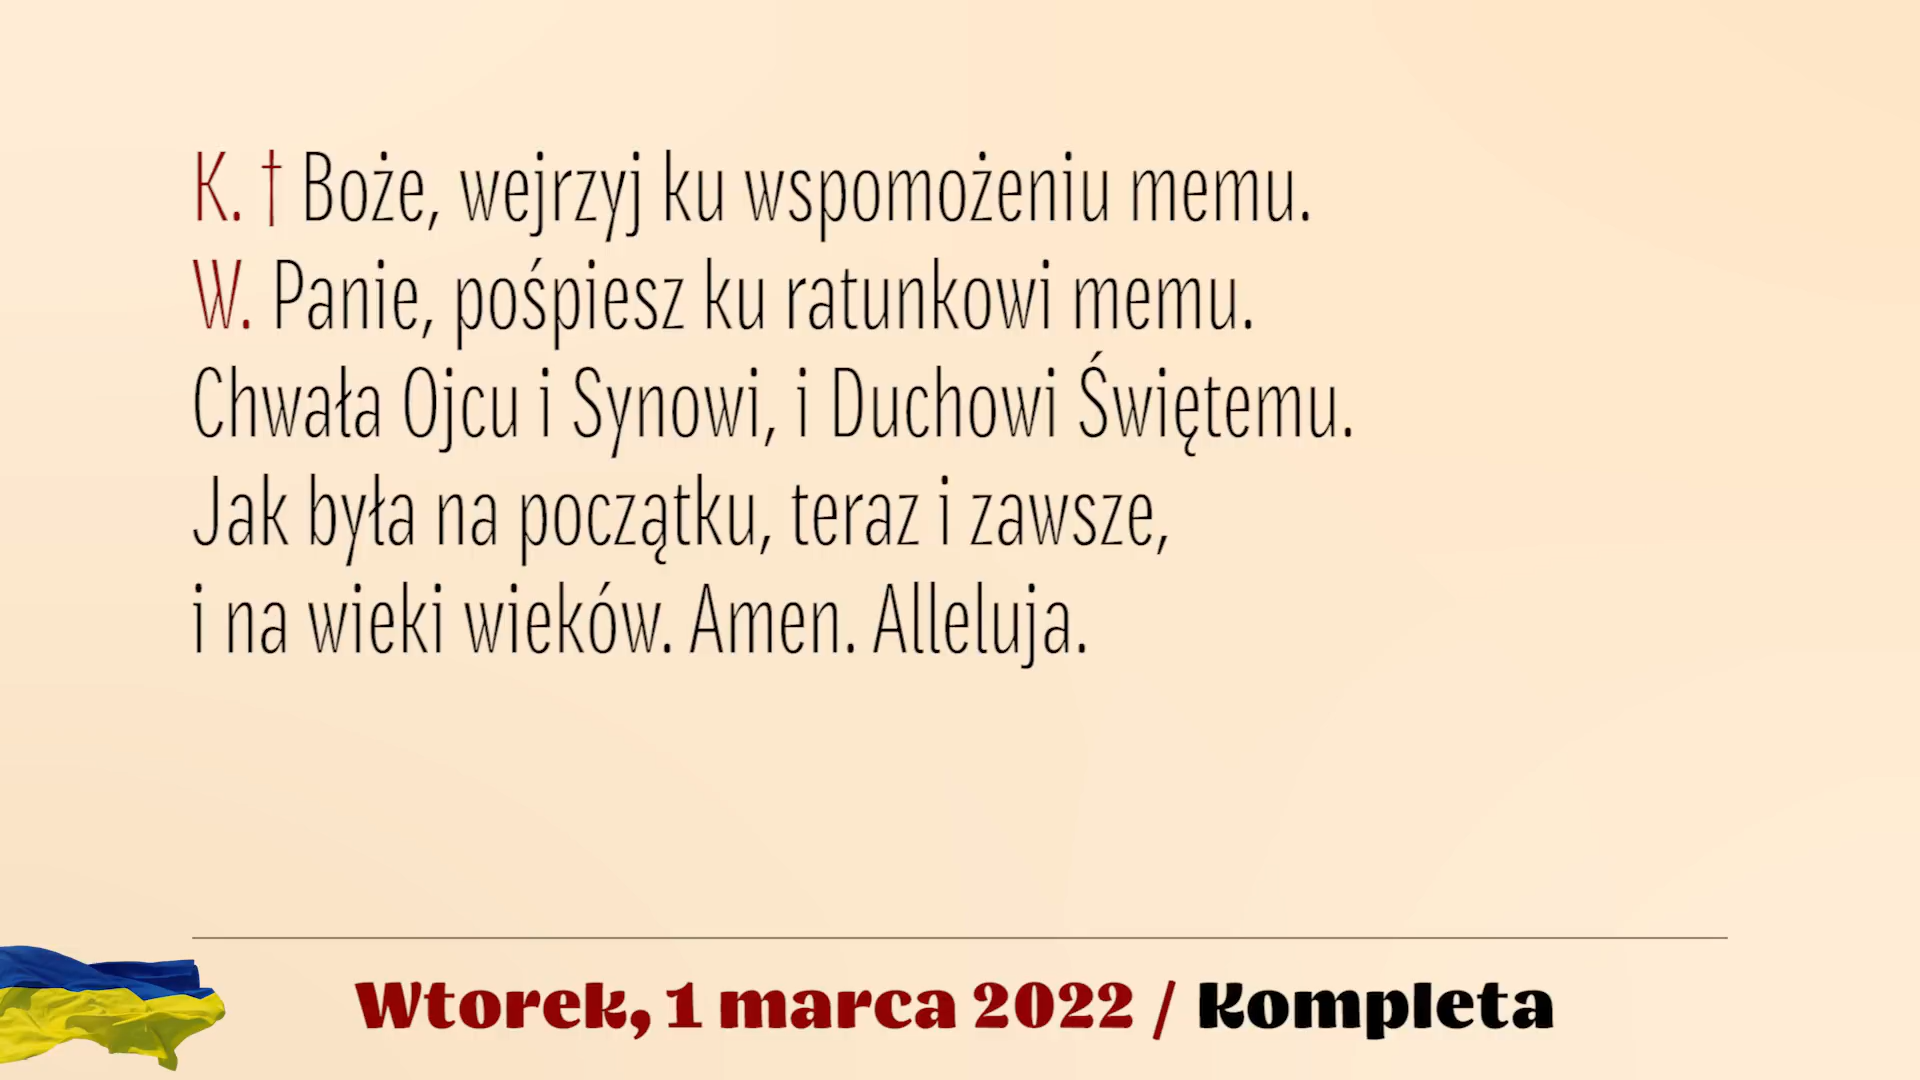 K. † Boże, wejrzyj ku wspomożeniu memu.
W. Panie, pośpiesz ku ratunkowi memu.
Chwała Ojcu i Synowi, i Duchowi Świętemu.
Jak była na początku, teraz i zawsze,
i na wieki wieków. Amen. Alleluja.
Wtorek, 1 marca 2022 / Kompleta